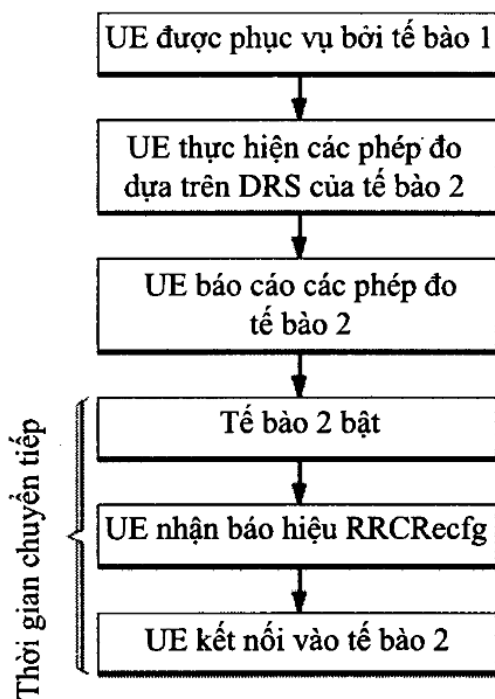 UE được phục vụ bởi tế bào 1
UE thực hiện các phép đo
dựa trên DRS của tế bào 2
UE báo cáo các phép đo
tế bào 2
Tế bào 2 bật
UE nhận báo hiệu RRCRecfg
UE kết nối vào tế bào 2
Thời gian chuyển tiếp